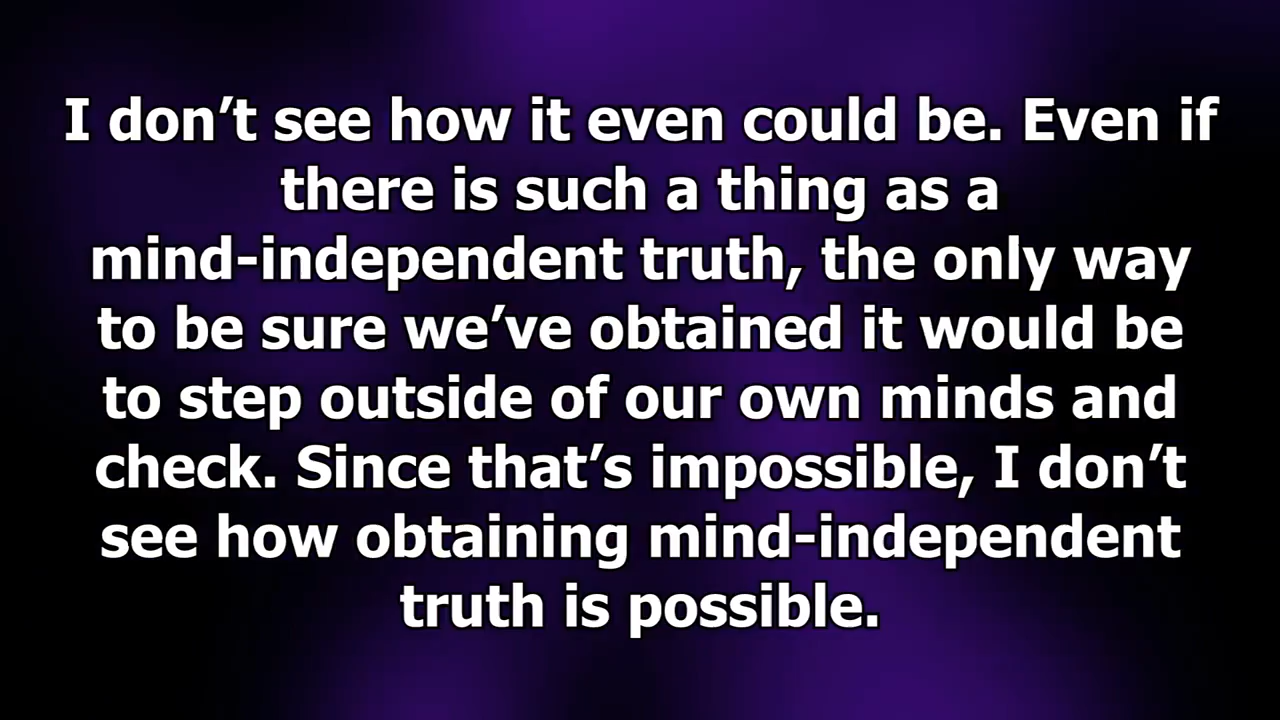 I don’t see how it even could be. Even if
there is such a thing as a
mind-independent truth, the only way
to be sure we’ve obtained it would be
to step outside of our own minds and
check. Since that’s impossible, I don’t
see how obtaining mind-independent
truth is possible.